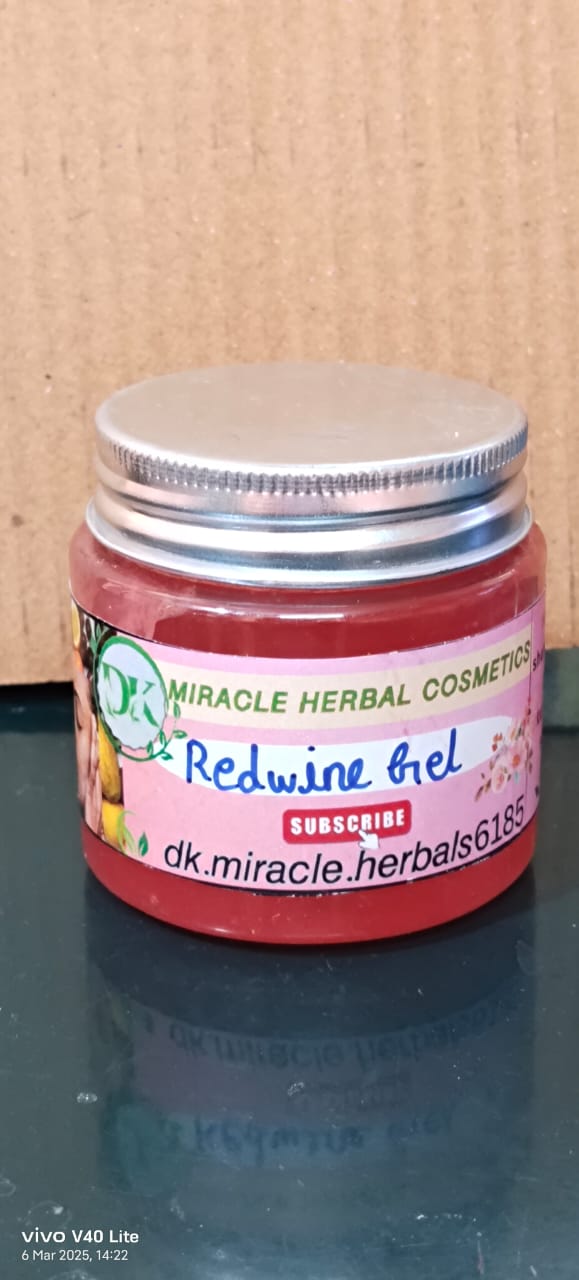 DK
MIRACLE HERBAL COSMETICS
Redwine Gel
SUBSCRIBE
dk.miracle.herbals6185
vivo V40 Lite
6 Mar 2025, 14:22